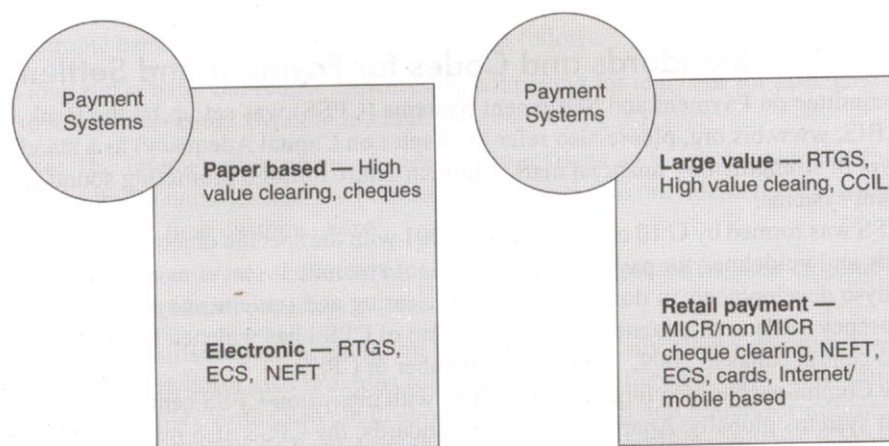 Payment
Systems
Paper based — High
value clearing, cheques
Electronic — RTGS,
ECS, NEFT
Payment
Systems
Large value — RTGS,
High value cleaing, CCIL
Retail payment —
MICR/non MICR
cheque clearing, NEFT,
ECS, cards, Internet/
mobile based